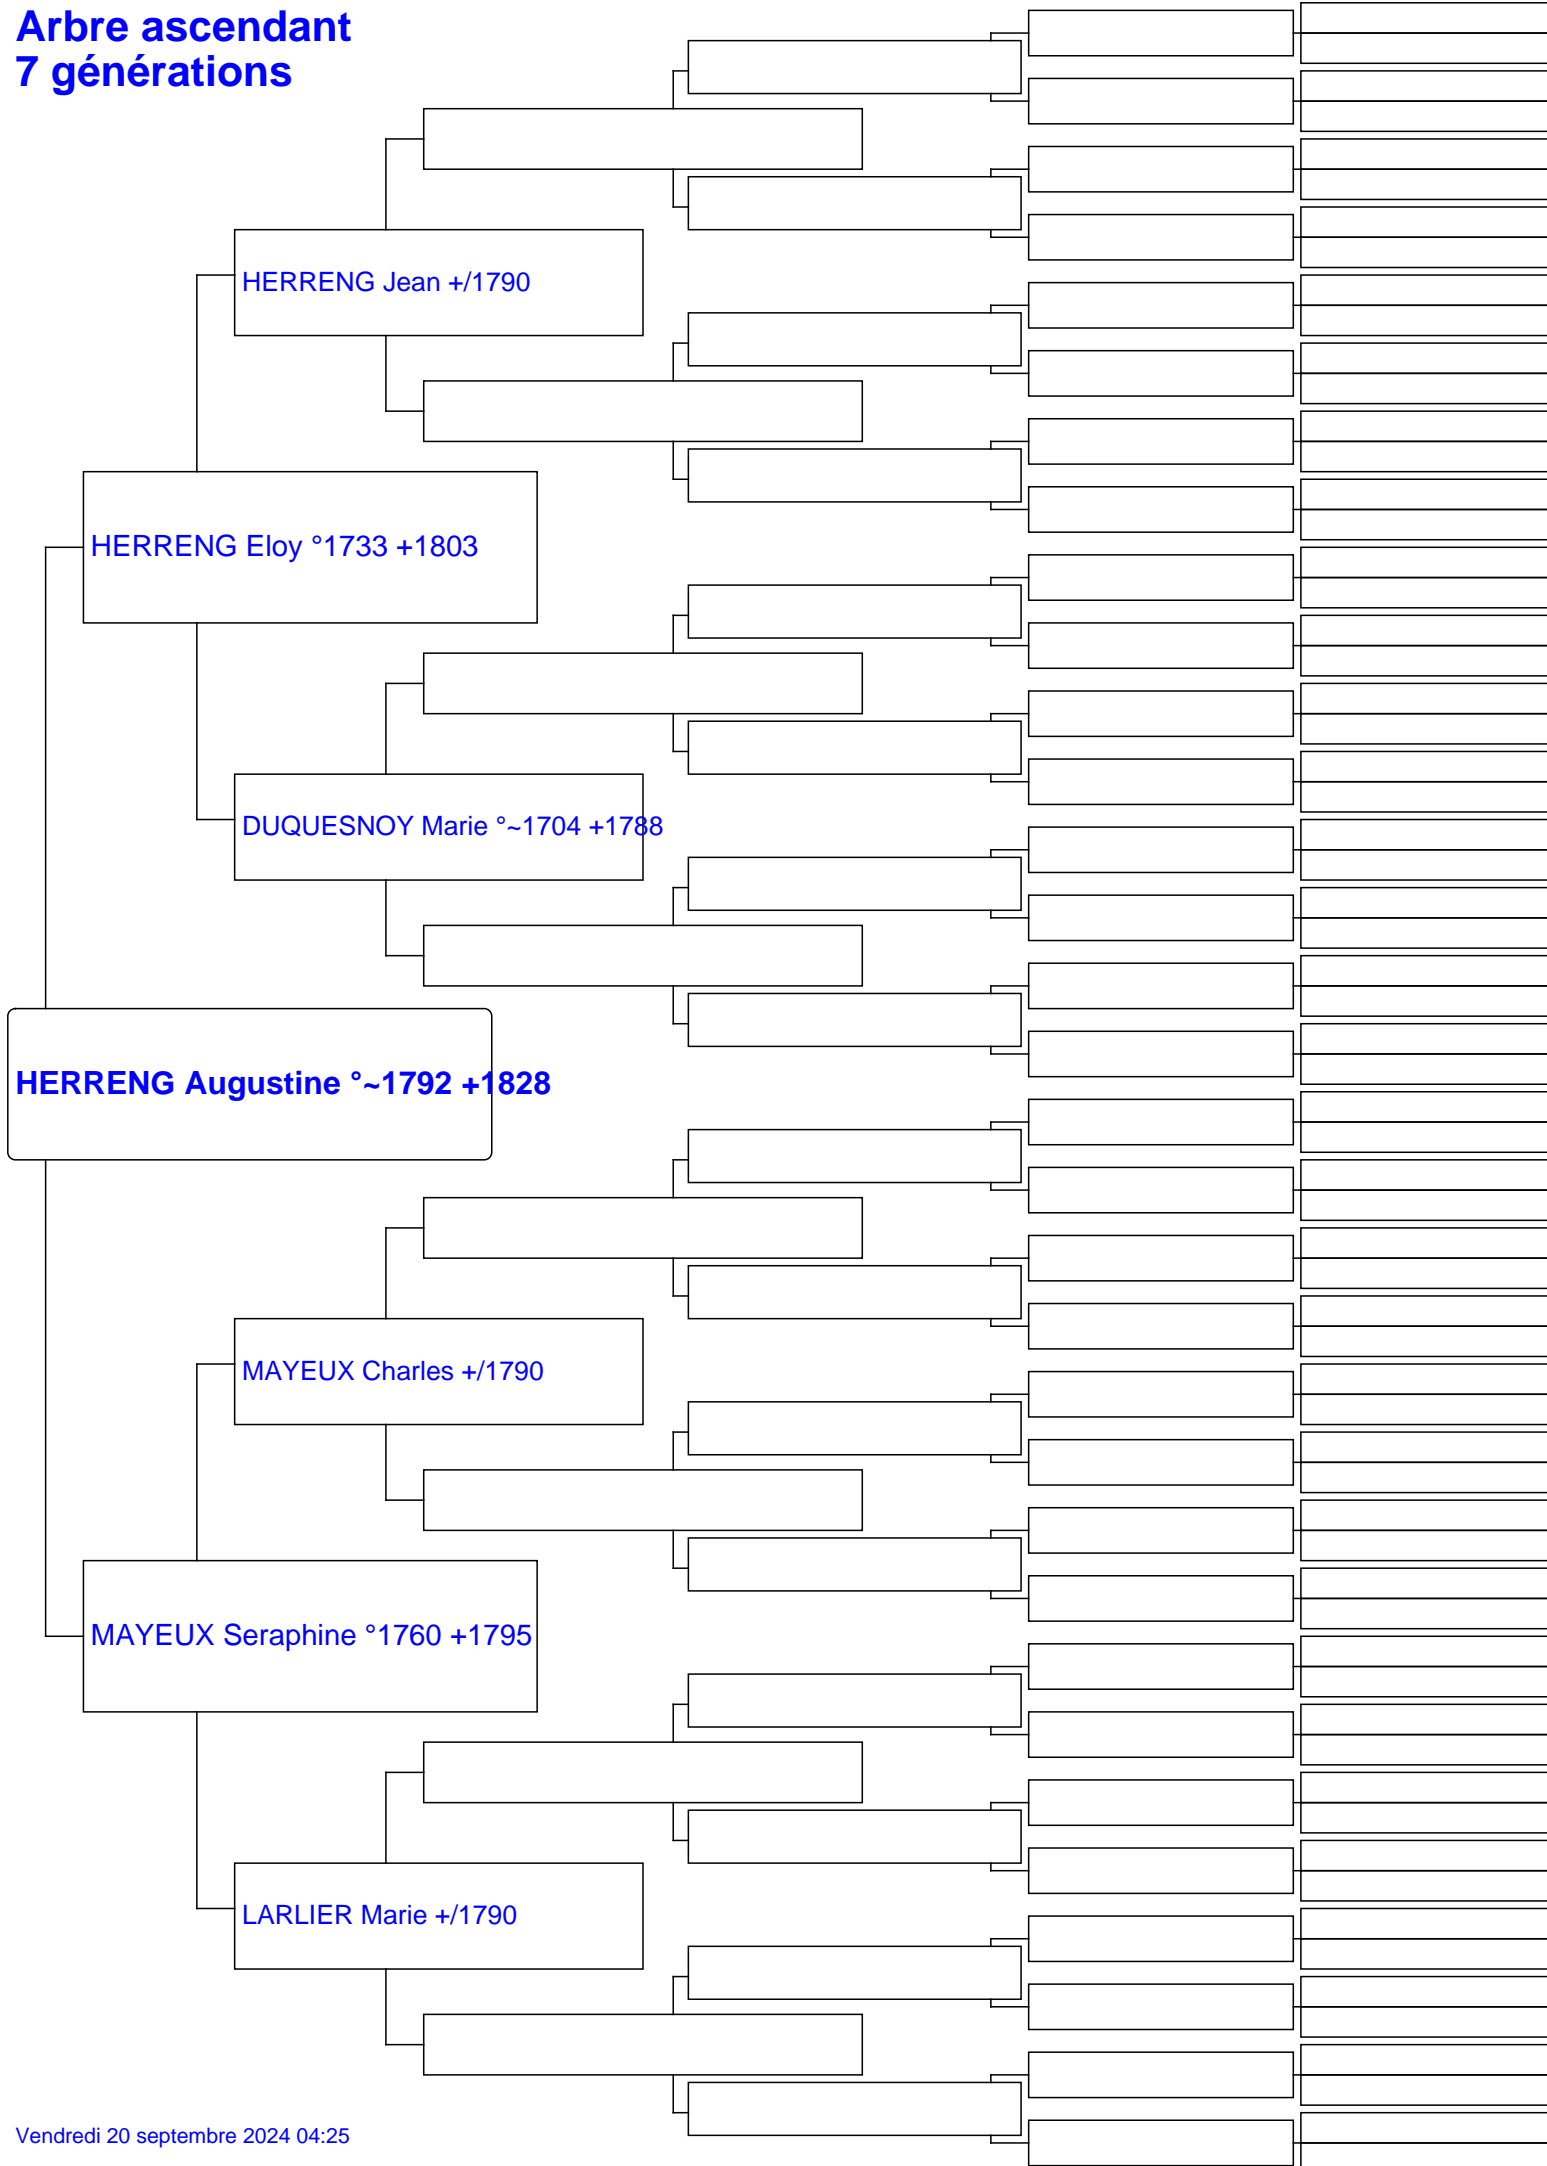 Arbre ascendant
7 générations
HERRENG Jean +/1790
HERRENG Eloy °1733 +1803
DUQUESNOY Marie °~1704 +1788
HERRENG Augustine °~1792 +1828
MAYEUX Charles +/1790
MAYEUX Seraphine °1760 +1795
LARLIER Marie +/1790
Vendredi 20 septembre 2024 04:25